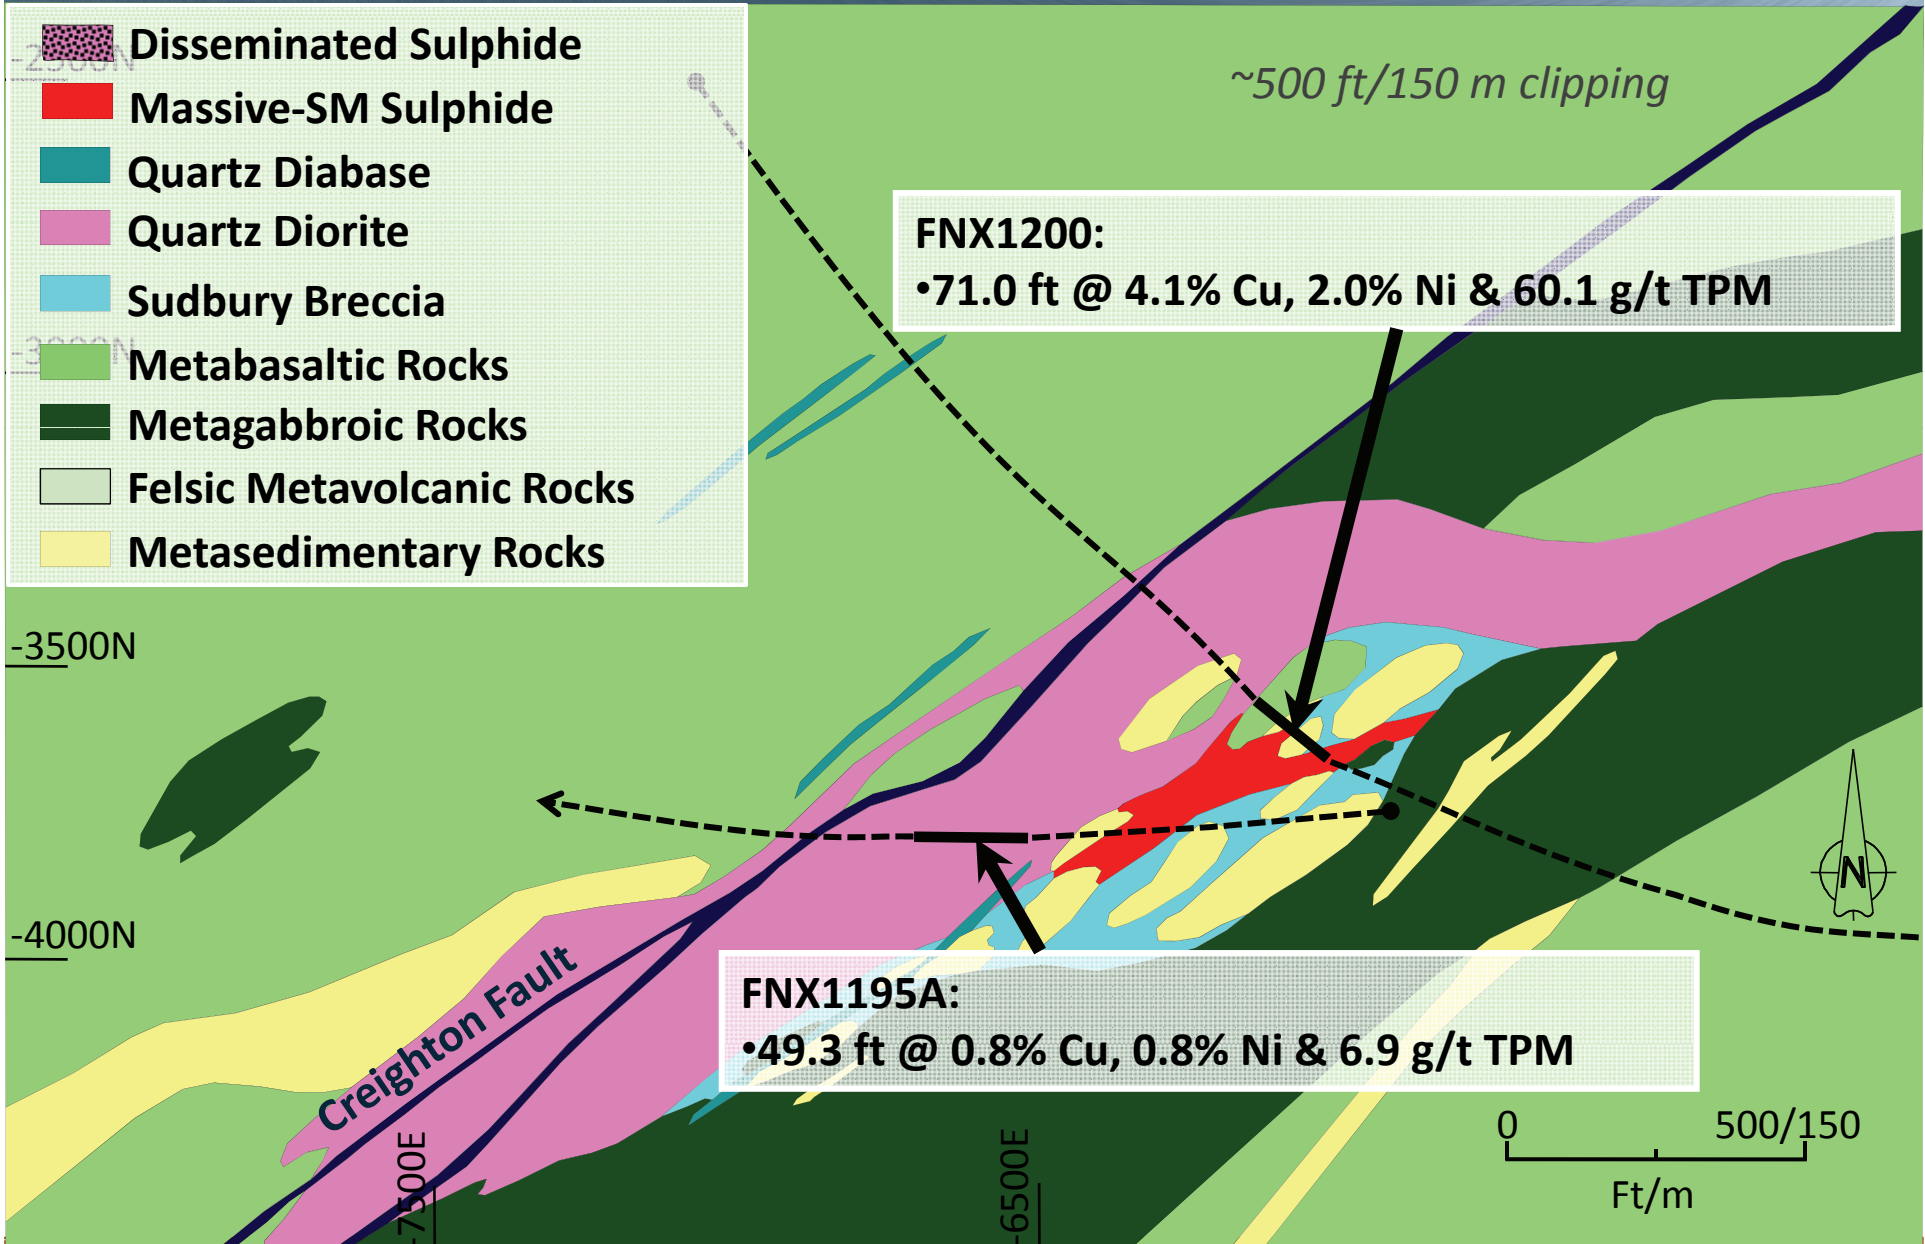 -2500N
Disseminated Sulphide
Massive-SM Sulphide
Quartz Diabase
Quartz Diorite
Sudbury Breccia
-3000N
Metabasaltic Rocks
Metagabbroic Rocks
Felsic Metavolcanic Rocks
Metasedimentary Rocks
~500 ft/150 m clipping
FNX1200:
•71.0 ft @ 4.1% Cu, 2.0% Ni & 60.1 g/t TPM
-3500N
N
-4000N
Creighton Fault
FNX1195A:
•49.3 ft @ 0.8% Cu, 0.8% Ni & 6.9 g/t TPM
0 500/150
Ft/m
-7500E
-6500E